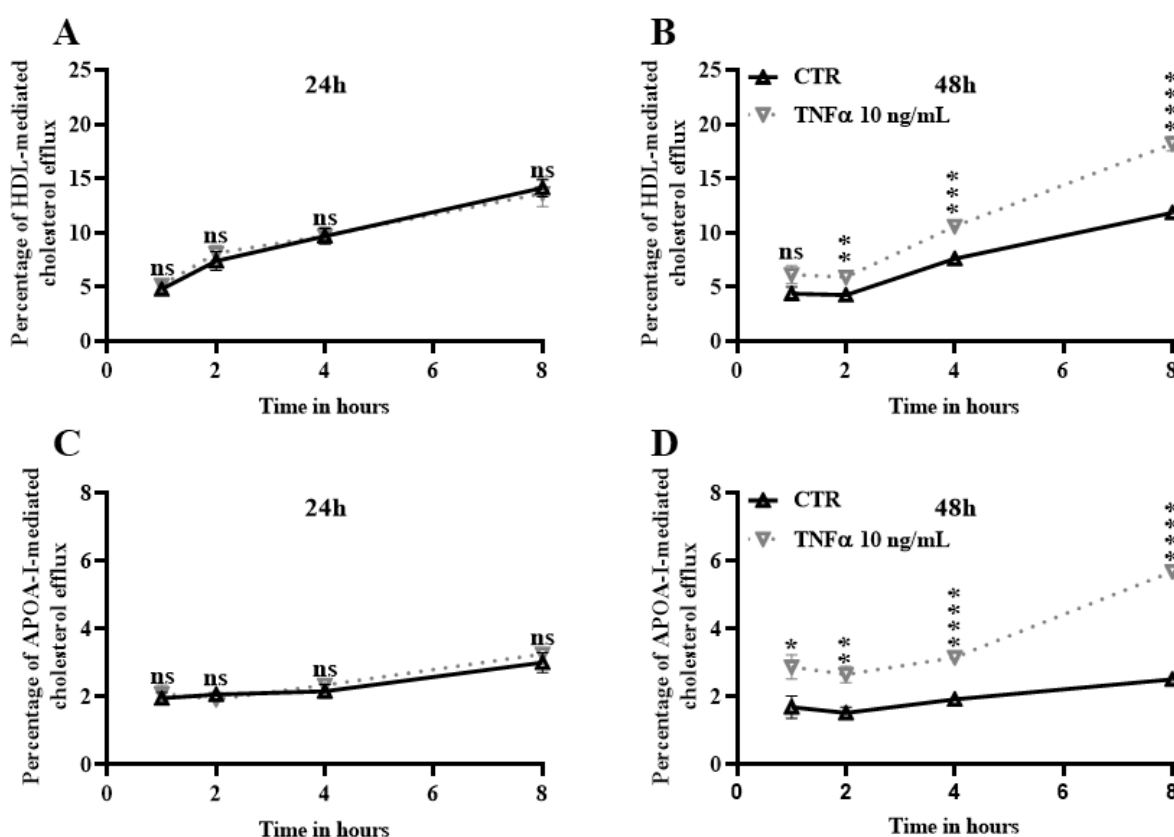 A
Percentage of HDL-mediated
cholesterol efflux
25
20
15
10
5
0
24h
ns
ns
ns
ns
0
2
4
6
8
Time in hours
B
Percentage of HDL-mediated
cholesterol efflux
25
20
15
10
5
0
CTR
TNFα 10 ng/mL
48h
ns
**
***
****
0
2
4
6
8
Time in hours
C
Percentage of APOA-I-mediated
cholesterol efflux
8
6
4
2
0
24h
ns
ns
ns
ns
0
2
4
6
8
Time in hours
D
Percentage of APOA-I-mediated
cholesterol efflux
8
6
4
2
0
CTR
TNFα 10 ng/mL
48h
*
**
****
****
0
2
4
6
8
Time in hours